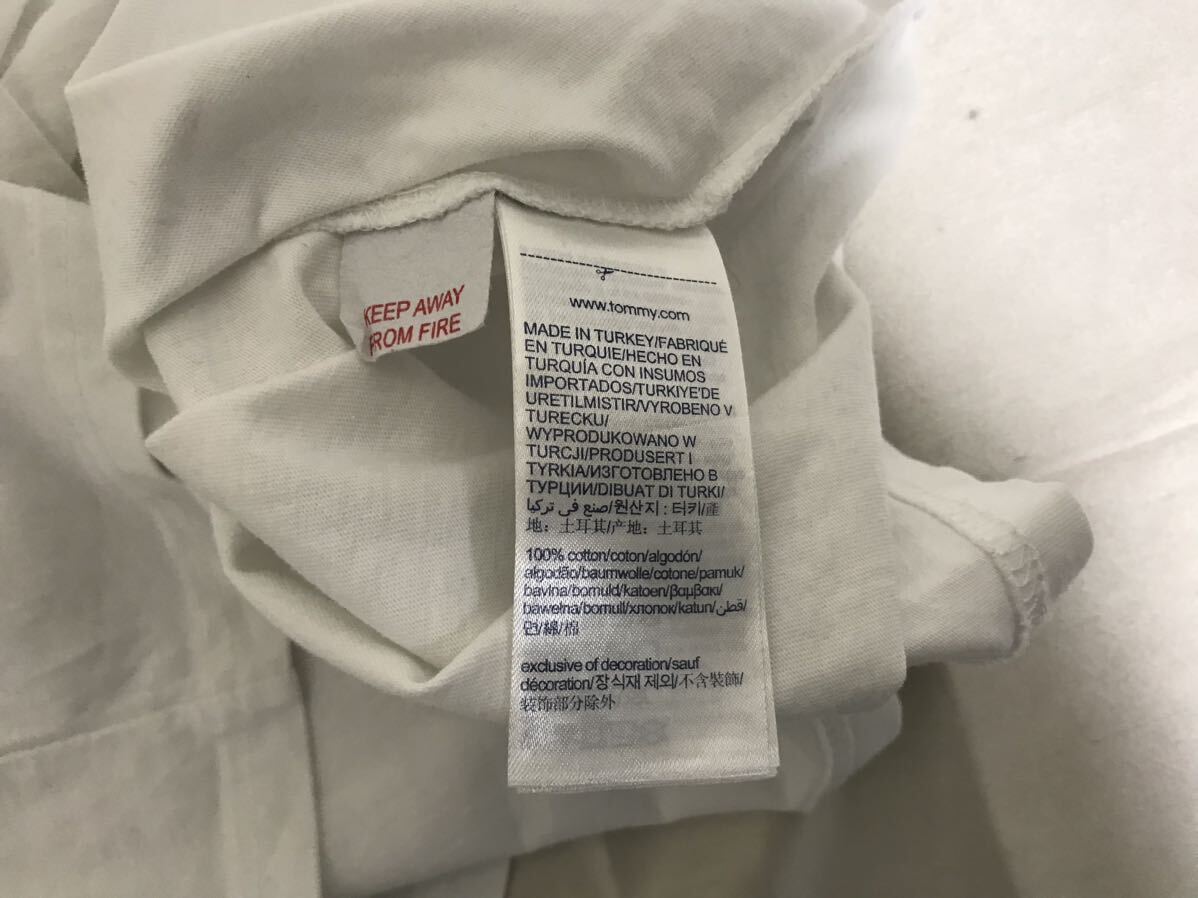 KEEP AWAY
FROM FIRE
www.tommy.com
MADE IN TURKEY/FABRIQUÉ
EN TURQUIE/HECHO EN
TURQUÍA CON INSUMOS
IMPORTADOS/TURKIYE'DE
URETILMISTIR/VYROBENO V
TURECKU/
WYPRODUKOWANO W
TURCJI/PRODUSERT I
TYRKIA/ИЗГОТОВЛЕНО В
ТУРЦИИ/DIBUAT DI TURKI/
صنع في تركيا/원산지 : 터키/產
地: 土耳其/产地: 土耳其
100% cotton/coton/algodón/
algodão/baumwolle/cotone/pamuk/
bavlna/bomuld/katoen/βαμβακι/
bawełna/bomull/хлопок/katun/قطن/
면/綿/棉
exclusive of decoration/sauf
décoration/장식재 제외/不含裝飾/
装饰部分除外